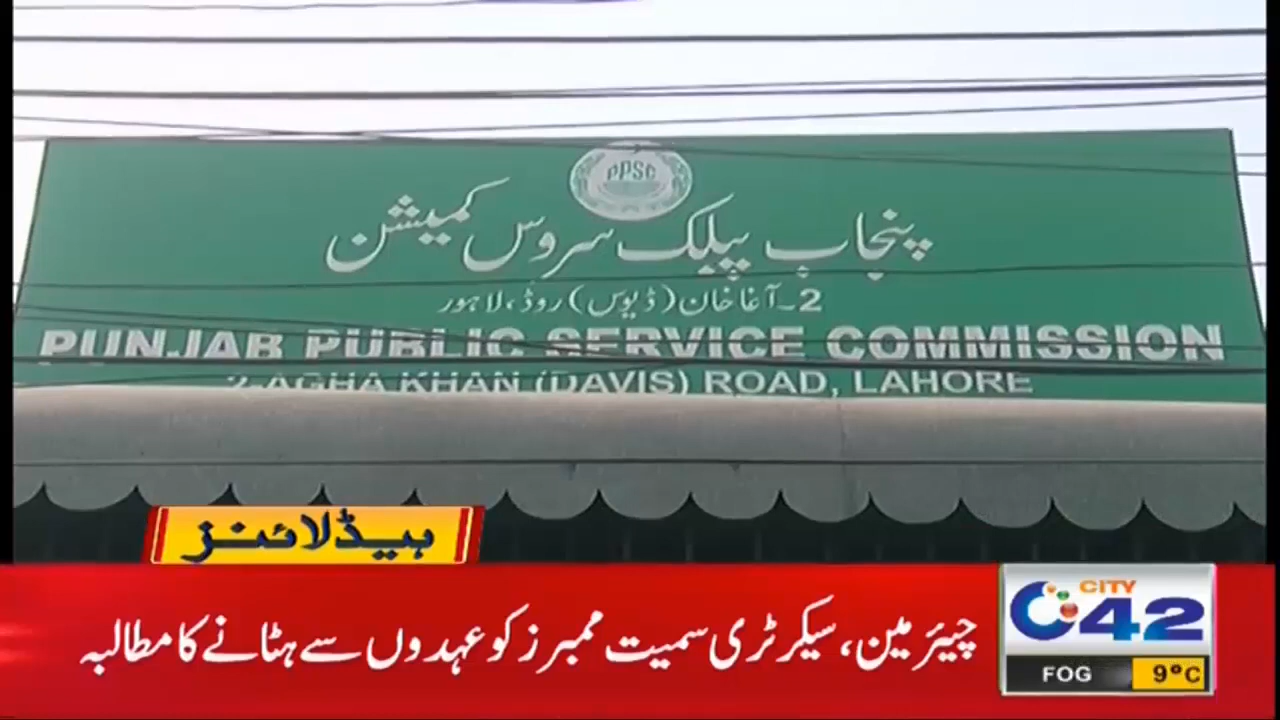 PPSC
پنجاب پبلک سروس کمیشن
2۔آغا خان (ڈیوس) روڈ، لاہور
PUNJAB PUBLIC SERVICE COMMISSION
2-AGHA KHAN (DAVIS) ROAD, LAHORE
ہیڈلائنز
چیئرمین، سیکرٹری سمیت ممبرز کو عہدوں سے ہٹانے کا مطالبہ
CITY
42
FOG 9°C